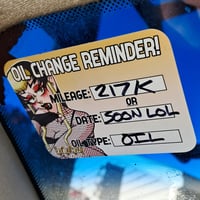 OIL CHANGE REMINDER!
MILEAGE: 217K
OR
DATE: SOON LOL
OIL TYPE: OIL